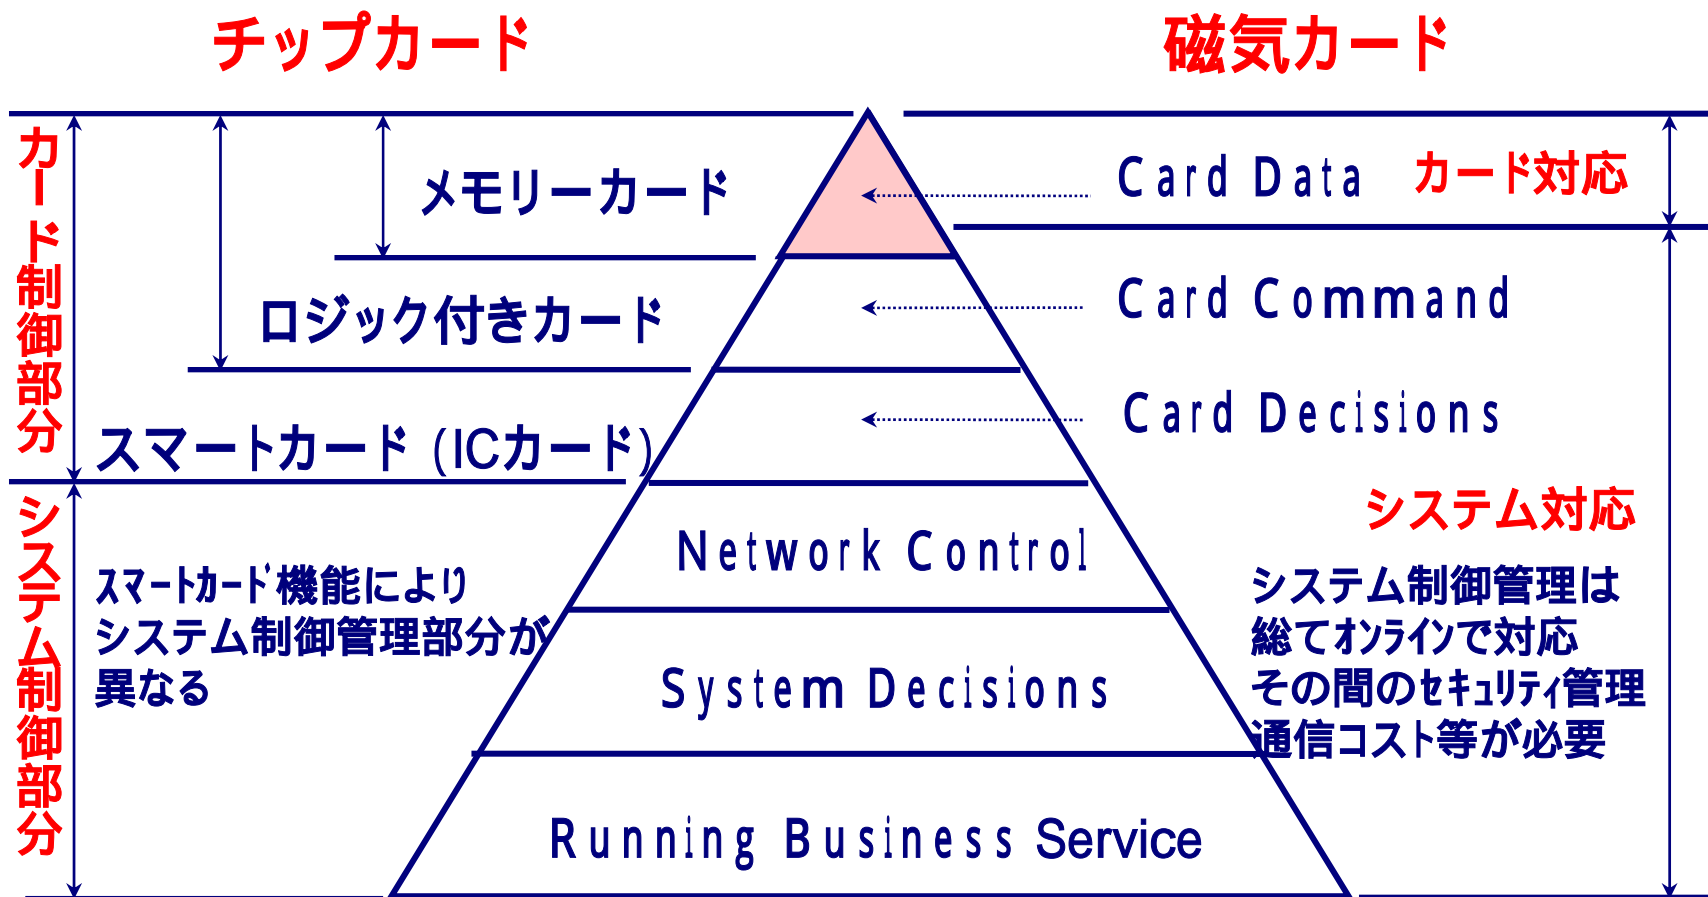 チップカード
磁気カード
カード制御部分
メモリーカード
Card Data
カード対応
ロジック付きカード
Card Command
スマートカード (ICカード)
Card Decisions
システム制御部分
システム対応
Network Control
ｽﾏｰﾄｶｰﾄﾞ機能により
システム制御管理部分が
異なる
システム制御管理は
総てｵﾝﾗｲﾝで対応
その間のｾｷｭﾘﾃｨ管理
通信コスト等が必要
System Decisions
Running Business Service